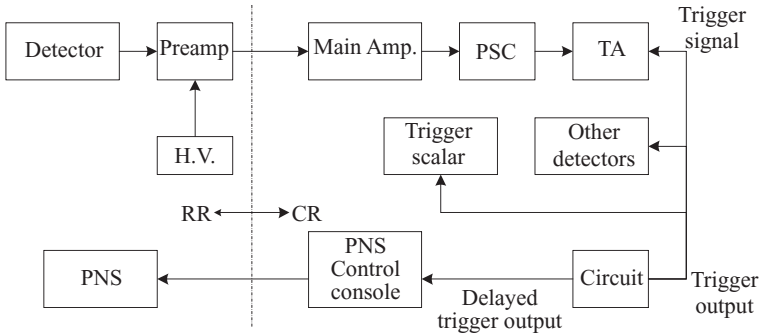 Trigger
signal
Detector
Preamp
Main Amp.
PSC
TA
H.V.
Trigger
scalar
Other
detectors
RR
CR
PNS
PNS
Control
console
Circuit
Delayed
trigger output
Trigger
output